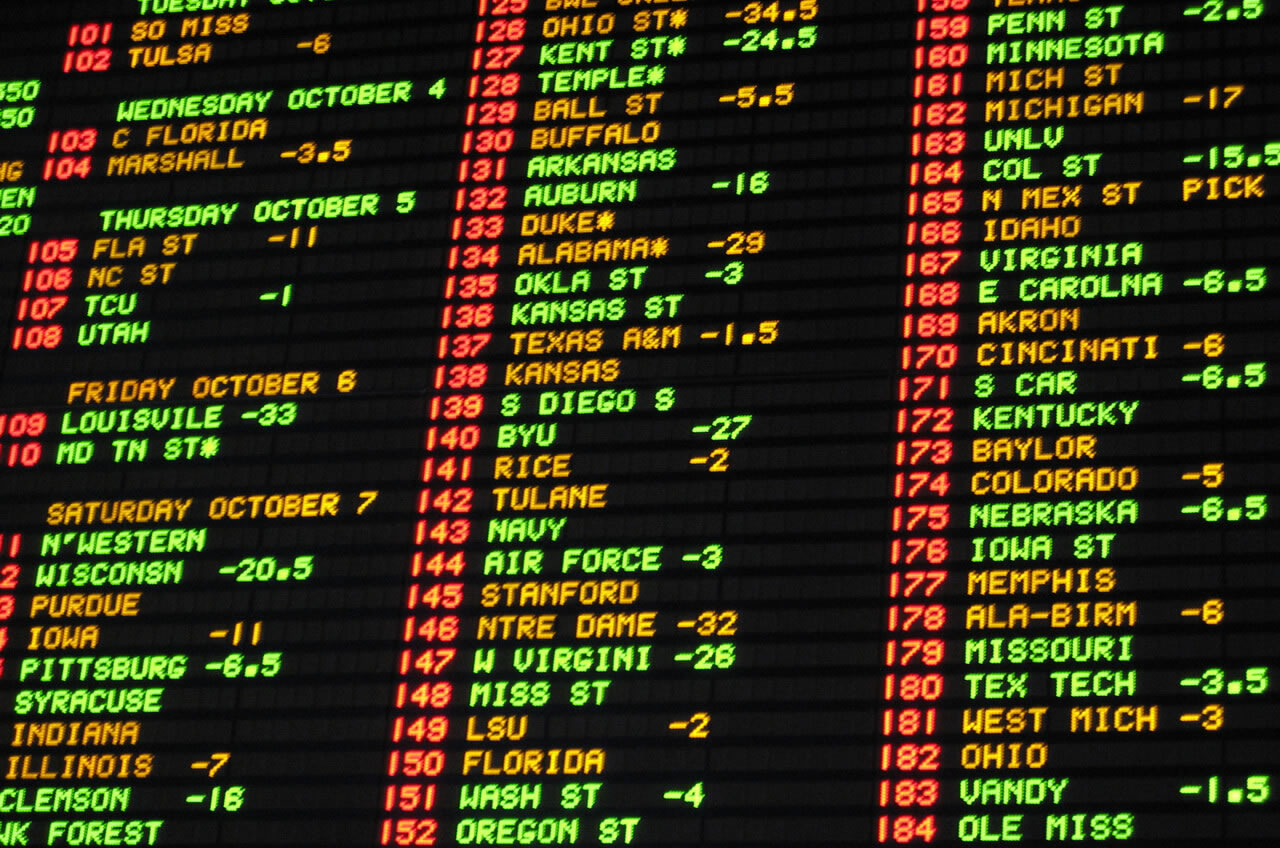 TUESDAY
101 SO MISS
102 TULSA -6
WEDNESDAY OCTOBER 4
103 C FLORIDA
104 MARSHALL -3.5
THURSDAY OCTOBER 5
105 FLA ST -11
106 NC ST
107 TCU -1
108 UTAH
FRIDAY OCTOBER 6
109 LOUISVILE -33
110 MD TN ST*
SATURDAY OCTOBER 7
N'WESTERN
WISCONSN -20.5
PURDUE
IOWA -11
PITTSBURG -6.5
SYRACUSE
INDIANA
ILLINOIS -7
CLEMSON -16
WK FOREST
125
126 OHIO ST* -34.5
127 KENT ST* -24.5
128 TEMPLE*
129 BALL ST -5.5
130 BUFFALO
131 ARKANSAS
132 AUBURN -16
133 DUKE*
134 ALABAMA* -29
135 OKLA ST -3
136 KANSAS ST
137 TEXAS A&M -1.5
138 KANSAS
139 S DIEGO S
140 BYU -27
141 RICE -2
142 TULANE
143 NAVY
144 AIR FORCE -3
145 STANFORD
146 NTRE DAME -32
147 W VIRGINI -26
148 MISS ST
149 LSU -2
150 FLORIDA
151 WASH ST -4
152 OREGON ST
159 PENN ST -2.5
160 MINNESOTA
161 MICH ST
162 MICHIGAN -17
163 UNLV
164 COL ST -15.5
165 N MEX ST PICK
166 IDAHO
167 VIRGINIA
168 E CAROLNA -6.5
169 AKRON
170 CINCINATI -6
171 S CAR -6.5
172 KENTUCKY
173 BAYLOR
174 COLORADO -5
175 NEBRASKA -6.5
176 IOWA ST
177 MEMPHIS
178 ALA-BIRM -6
179 MISSOURI
180 TEX TECH -3.5
181 WEST MICH -3
182 OHIO
183 VANDY -1.5
184 OLE MISS